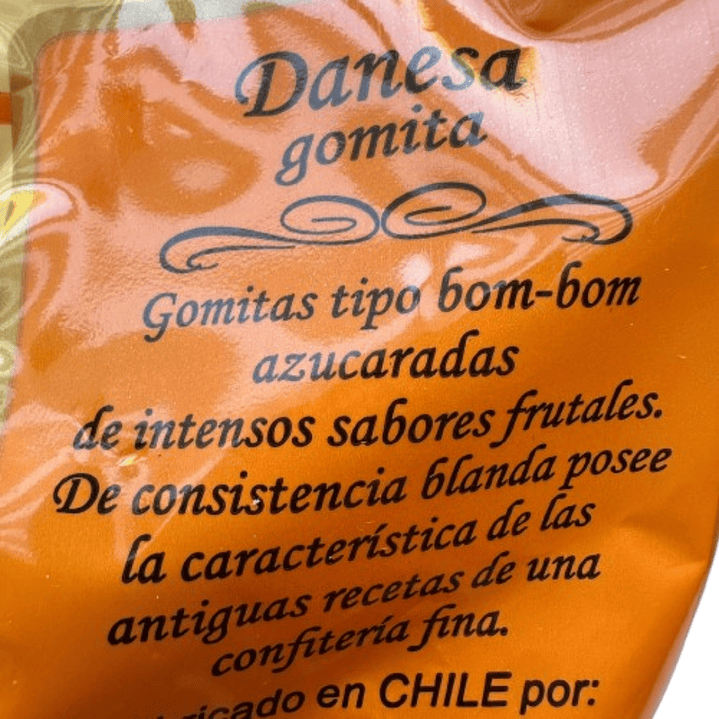 Danesa
gomita
Gomitas tipo bom-bom
azucaradas
de intensos sabores frutales.
De consistencia blanda posee
la característica de las
antiguas recetas de una
confitería fina.
en CHILE por: